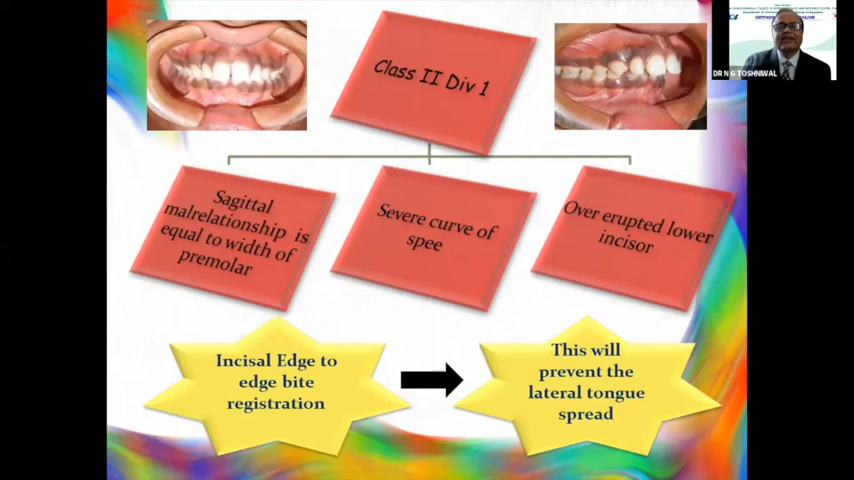 Class II Div 1
Sagittal
malrelationship is
equal to width of
premolar
Severe curve of
spee
Over erupted lower
incisor
Incisal Edge to
edge bite
registration
This will
prevent the
lateral tongue
spread
DR N G TOSHNIWAL